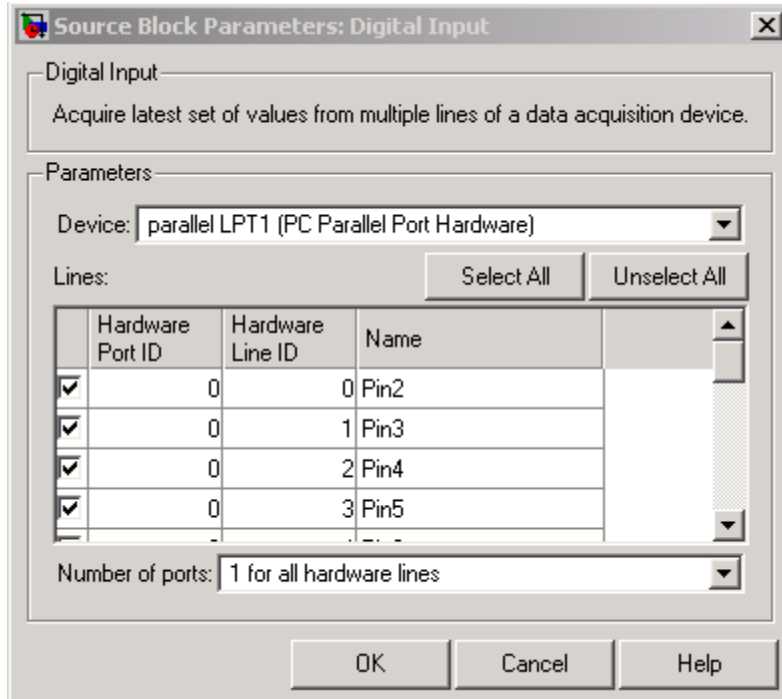 Source Block Parameters: Digital Input
Digital Input
Acquire latest set of values from multiple lines of a data acquisition device.
Parameters
Device: parallel LPT1 (PC Parallel Port Hardware)
Lines: Select All Unselect All
Hardware Port ID Hardware Line ID Name
0 0 Pin2
0 1 Pin3
0 2 Pin4
0 3 Pin5
Number of ports: 1 for all hardware lines
OK Cancel Help